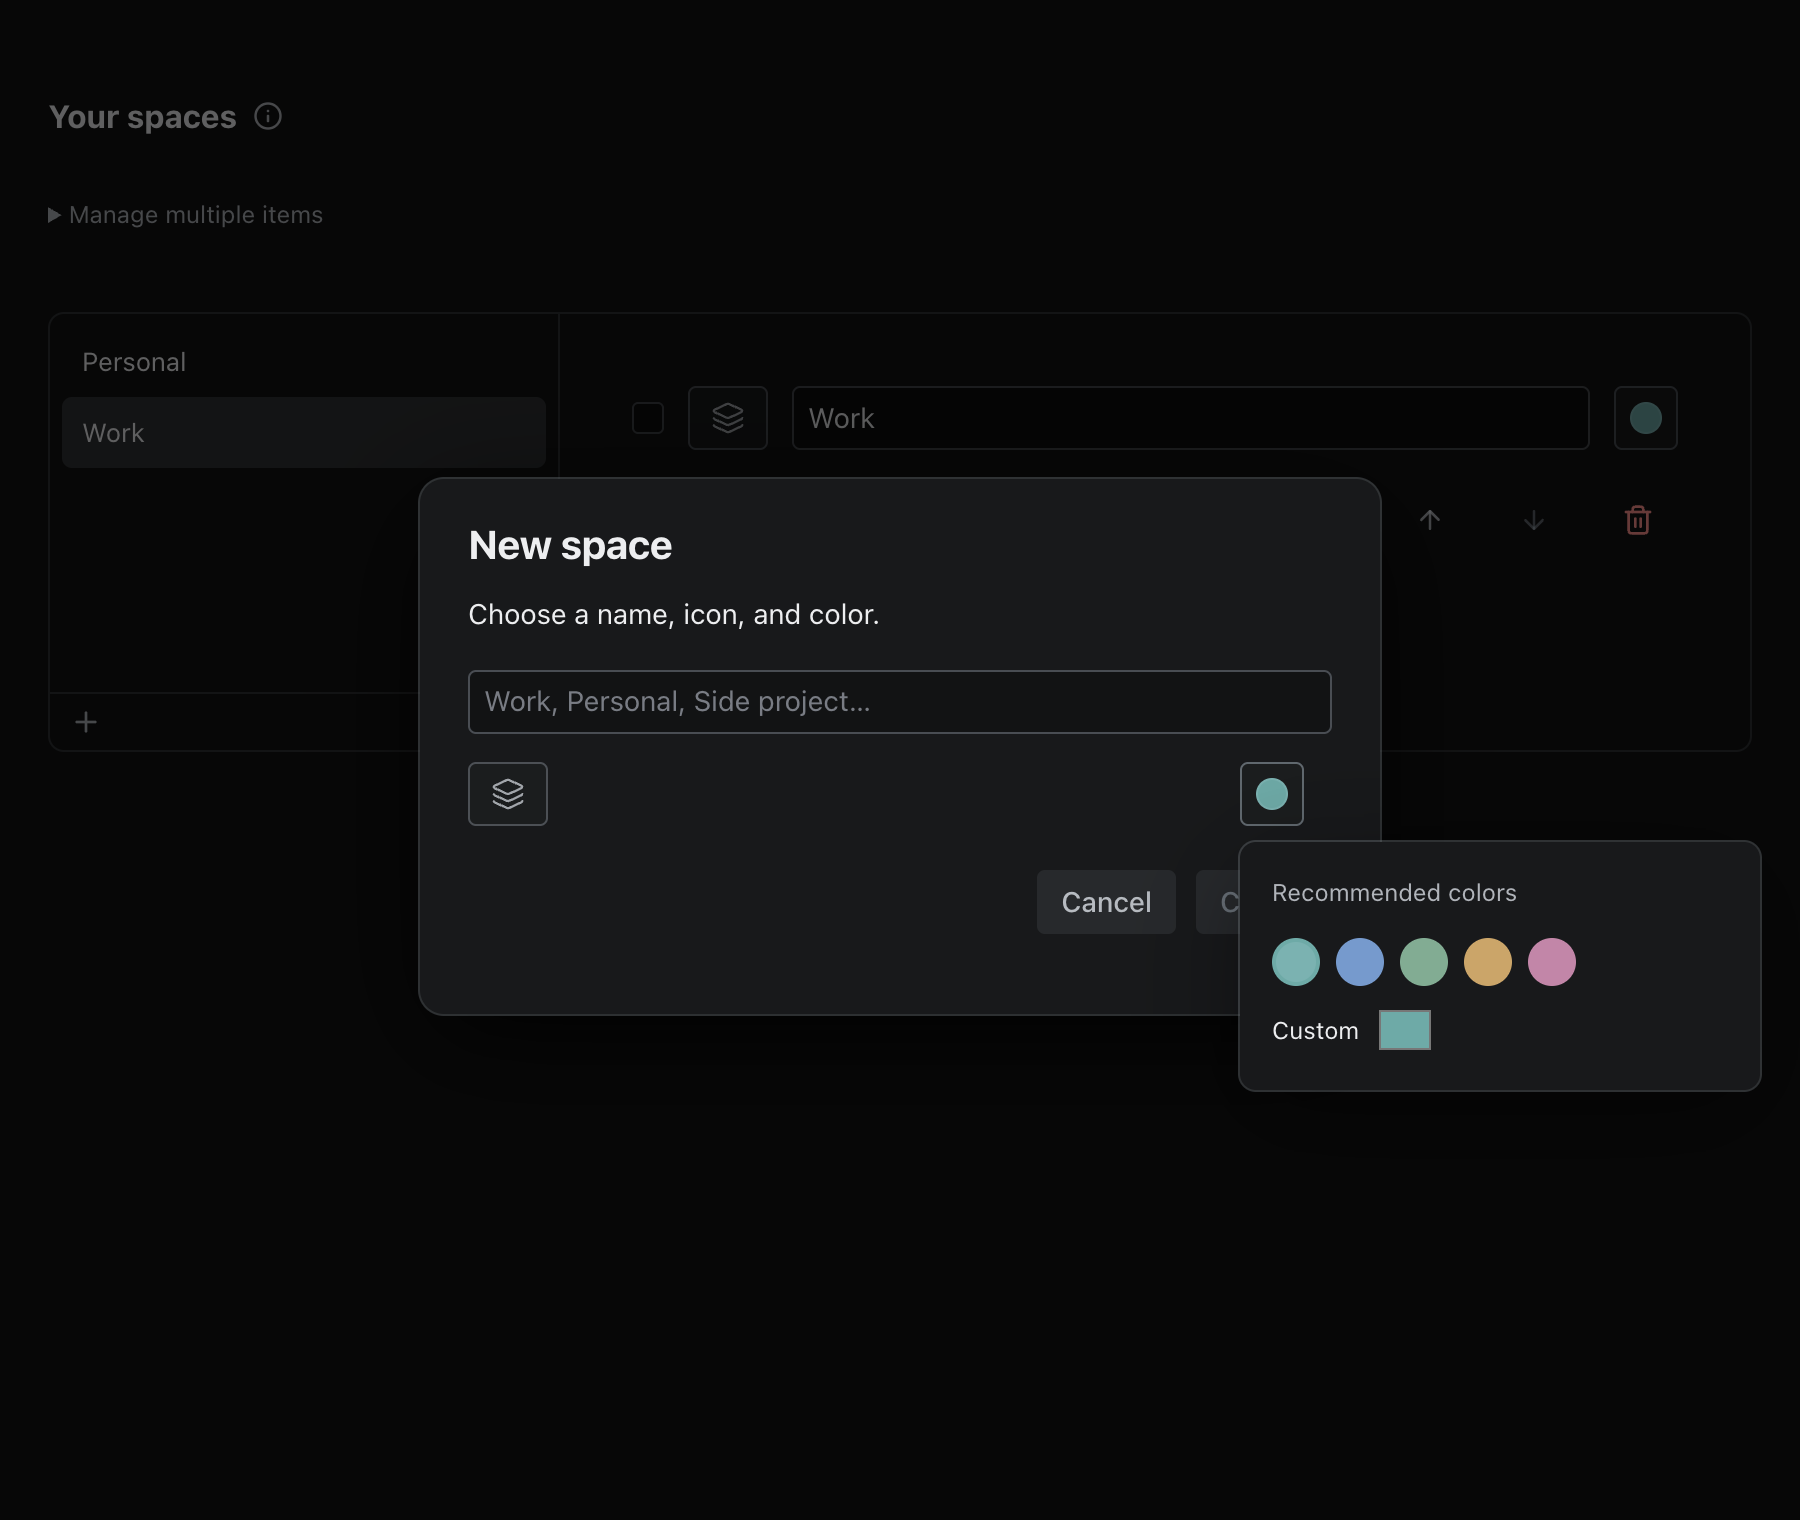 Your spaces
Manage multiple items
Personal
Work
Work
New space
Choose a name, icon, and color.
Work, Personal, Side project...
Cancel
Recommended colors
Custom